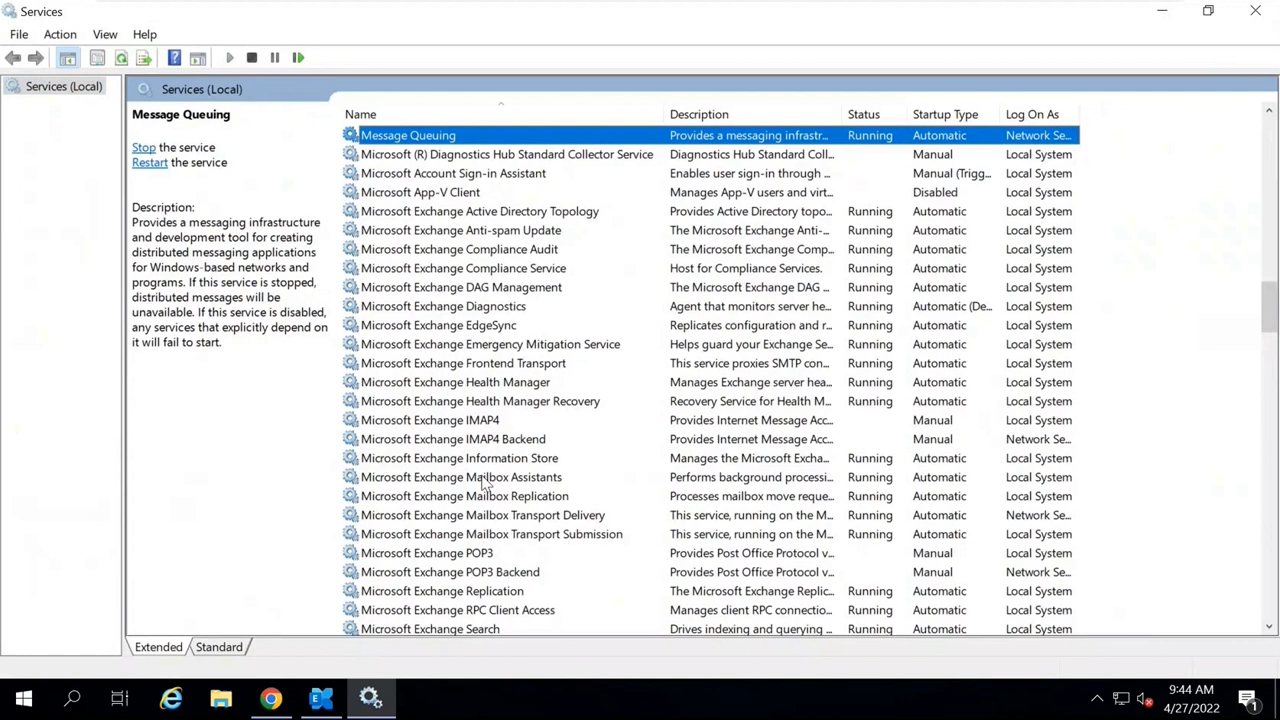 Services
File Action View Help
Services (Local)
Services (Local)
Message Queuing
Stop the service
Restart the service
Description:
Provides a messaging infrastructure
and development tool for creating
distributed messaging applications
for Windows-based networks and
programs. If this service is stopped,
distributed messages will be
unavailable. If this service is disabled,
any services that explicitly depend on
it will fail to start.
Name Description Status Startup Type Log On As
Message Queuing Provides a messaging infrastr... Running Automatic Network Se...
Microsoft (R) Diagnostics Hub Standard Collector Service Diagnostics Hub Standard Coll... Manual Local System
Microsoft Account Sign-in Assistant Enables user sign-in through ... Manual (Trigg... Local System
Microsoft App-V Client Manages App-V users and virt... Disabled Local System
Microsoft Exchange Active Directory Topology Provides Active Directory topo... Running Automatic Local System
Microsoft Exchange Anti-spam Update The Microsoft Exchange Anti-... Running Automatic Local System
Microsoft Exchange Compliance Audit The Microsoft Exchange Comp... Running Automatic Local System
Microsoft Exchange Compliance Service Host for Compliance Services. Running Automatic Local System
Microsoft Exchange DAG Management The Microsoft Exchange DAG ... Running Automatic Local System
Microsoft Exchange Diagnostics Agent that monitors server he... Running Automatic (De... Local System
Microsoft Exchange EdgeSync Replicates configuration and r... Running Automatic Local System
Microsoft Exchange Emergency Mitigation Service Helps guard your Exchange Se... Running Automatic Local System
Microsoft Exchange Frontend Transport This service proxies SMTP con... Running Automatic Local System
Microsoft Exchange Health Manager Manages Exchange server hea... Running Automatic Local System
Microsoft Exchange Health Manager Recovery Recovery Service for Health M... Running Automatic Local System
Microsoft Exchange IMAP4 Provides Internet Message Acc... Manual Local System
Microsoft Exchange IMAP4 Backend Provides Internet Message Acc... Manual Network Se...
Microsoft Exchange Information Store Manages the Microsoft Excha... Running Automatic Local System
Microsoft Exchange Mailbox Assistants Performs background processi... Running Automatic Local System
Microsoft Exchange Mailbox Replication Processes mailbox move reque... Running Automatic Local System
Microsoft Exchange Mailbox Transport Delivery This service, running on the M... Running Automatic Network Se...
Microsoft Exchange Mailbox Transport Submission This service, running on the M... Running Automatic Local System
Microsoft Exchange POP3 Provides Post Office Protocol v... Manual Local System
Microsoft Exchange POP3 Backend Provides Post Office Protocol v... Manual Network Se...
Microsoft Exchange Replication The Microsoft Exchange Replic... Running Automatic Local System
Microsoft Exchange RPC Client Access Manages client RPC connectio... Running Automatic Local System
Microsoft Exchange Search Drives indexing and querying ... Running Automatic Local System
Extended Standard
9:44 AM
4/27/2022
1